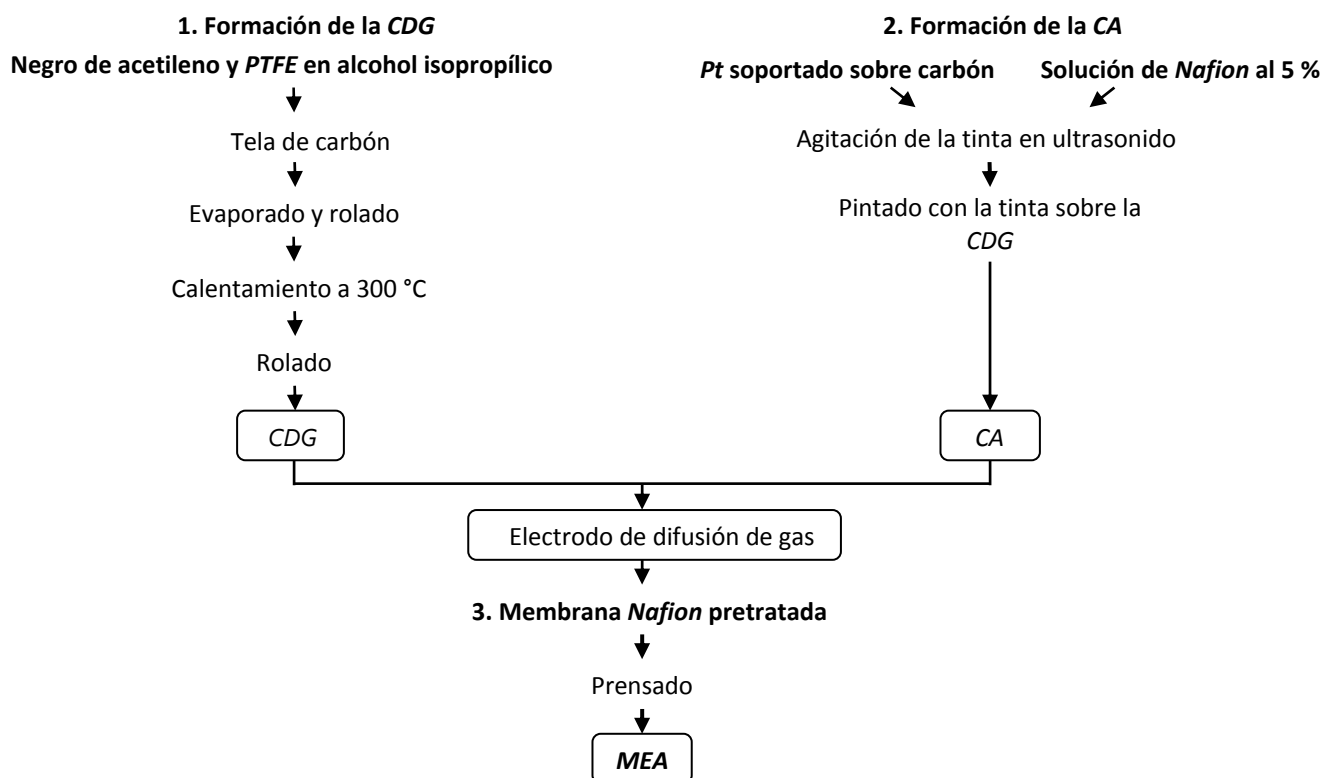 1. Formación de la CDG
Negro de acetileno y PTFE en alcohol isopropílico
Tela de carbón
Evaporado y rolado
Calentamiento a 300 °C
Rolado
CDG
2. Formación de la CA
Pt soportado sobre carbón
Solución de Nafion al 5 %
Agitación de la tinta en ultrasonido
Pintado con la tinta sobre la
CDG
CA
Electrodo de difusión de gas
3. Membrana Nafion pretratada
Prensado
MEA